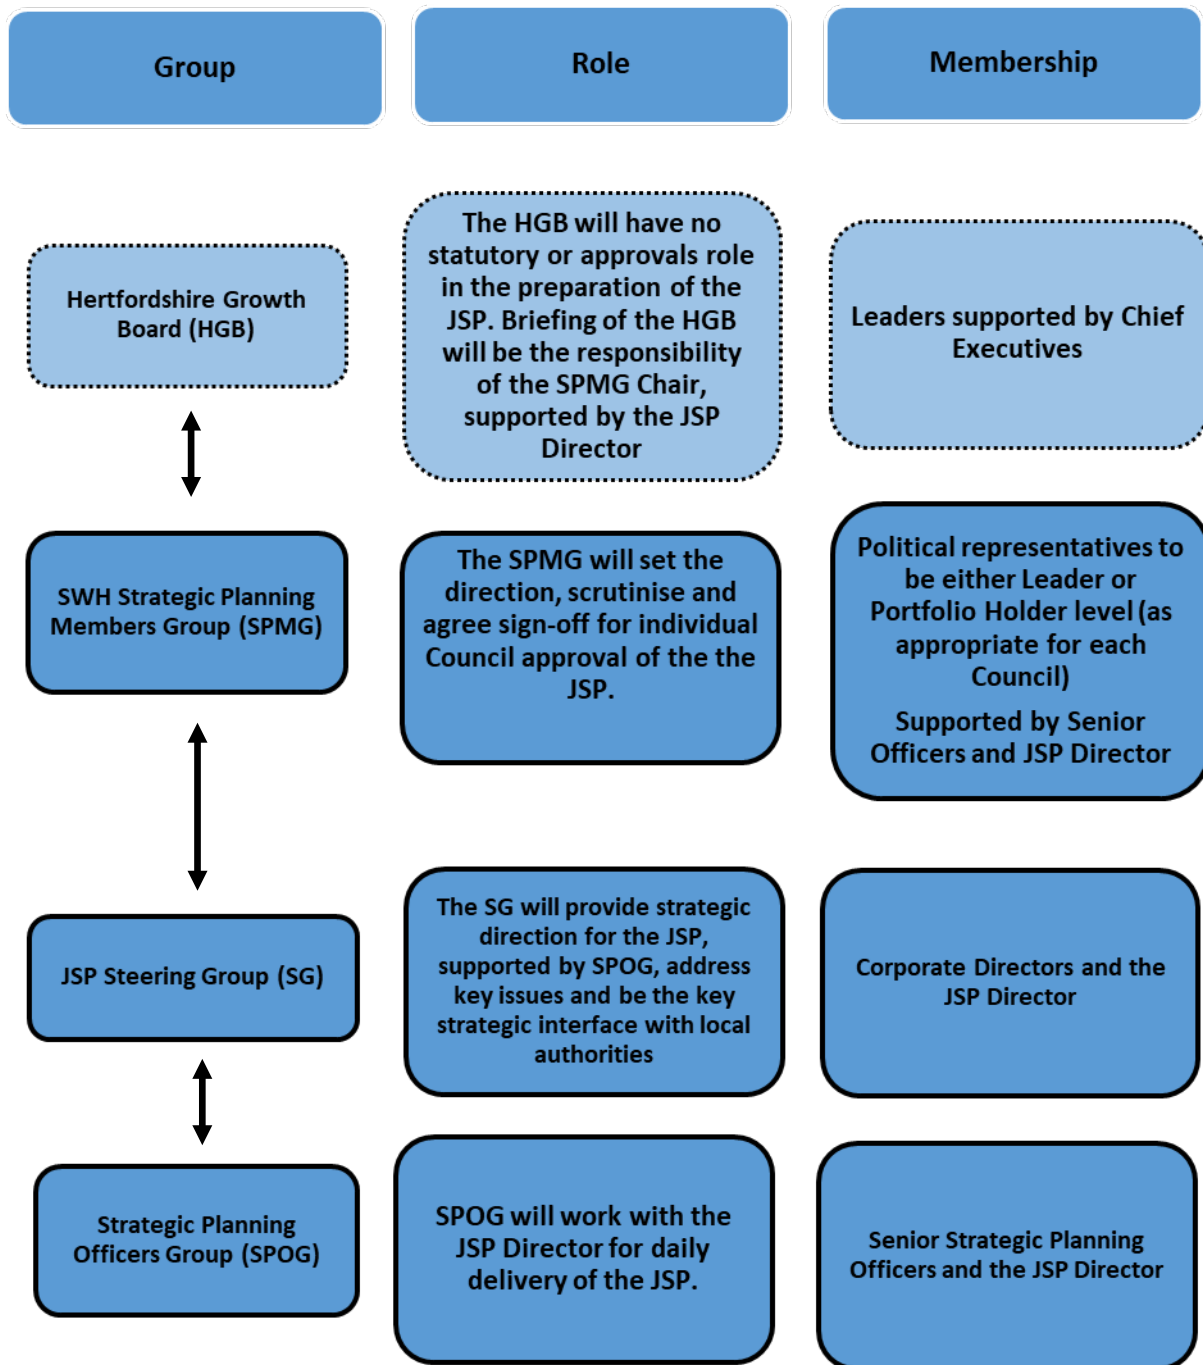 Group
Role
Membership
Hertfordshire Growth
Board (HGB)
The HGB will have no
statutory or approvals role
in the preparation of the
JSP. Briefing of the HGB
will be the responsibility
of the SPMG Chair,
supported by the JSP
Director
Leaders supported by Chief
Executives
SWH Strategic Planning
Members Group (SPMG)
The SPMG will set the
direction, scrutinise and
agree sign-off for individual
Council approval of the the
JSP.
Political representatives to
be either Leader or
Portfolio Holder level (as
appropriate for each
Council)
Supported by Senior
Officers and JSP Director
JSP Steering Group (SG)
The SG will provide strategic
direction for the JSP,
supported by SPOG, address
key issues and be the key
strategic interface with local
authorities
Corporate Directors and the
JSP Director
Strategic Planning
Officers Group (SPOG)
SPOG will work with the
JSP Director for daily
delivery of the JSP.
Senior Strategic Planning
Officers and the JSP Director